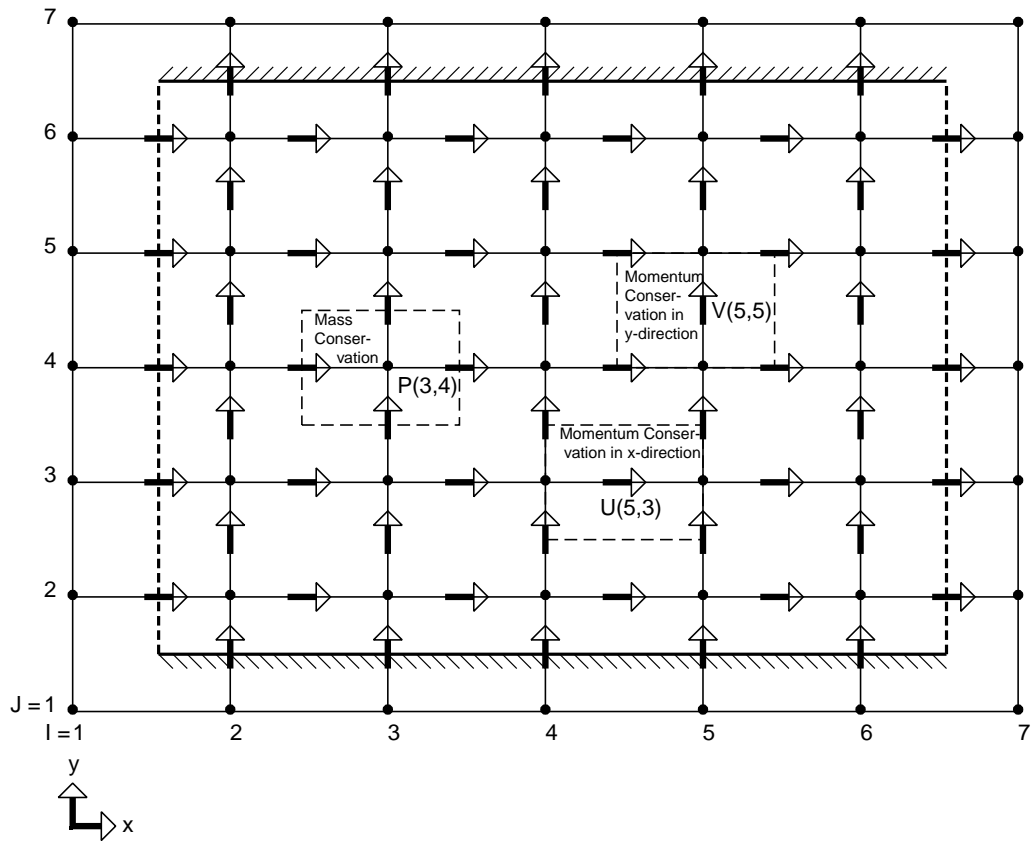 7
6
5
Momentum
Conser-
vation in
y-direction
V(5,5)
Mass
Conser-
vation
4
P(3,4)
Momentum Conser-
vation in x-direction
3
U(5,3)
2
J = 1
I = 1 2 3 4 5 6 7
y
x